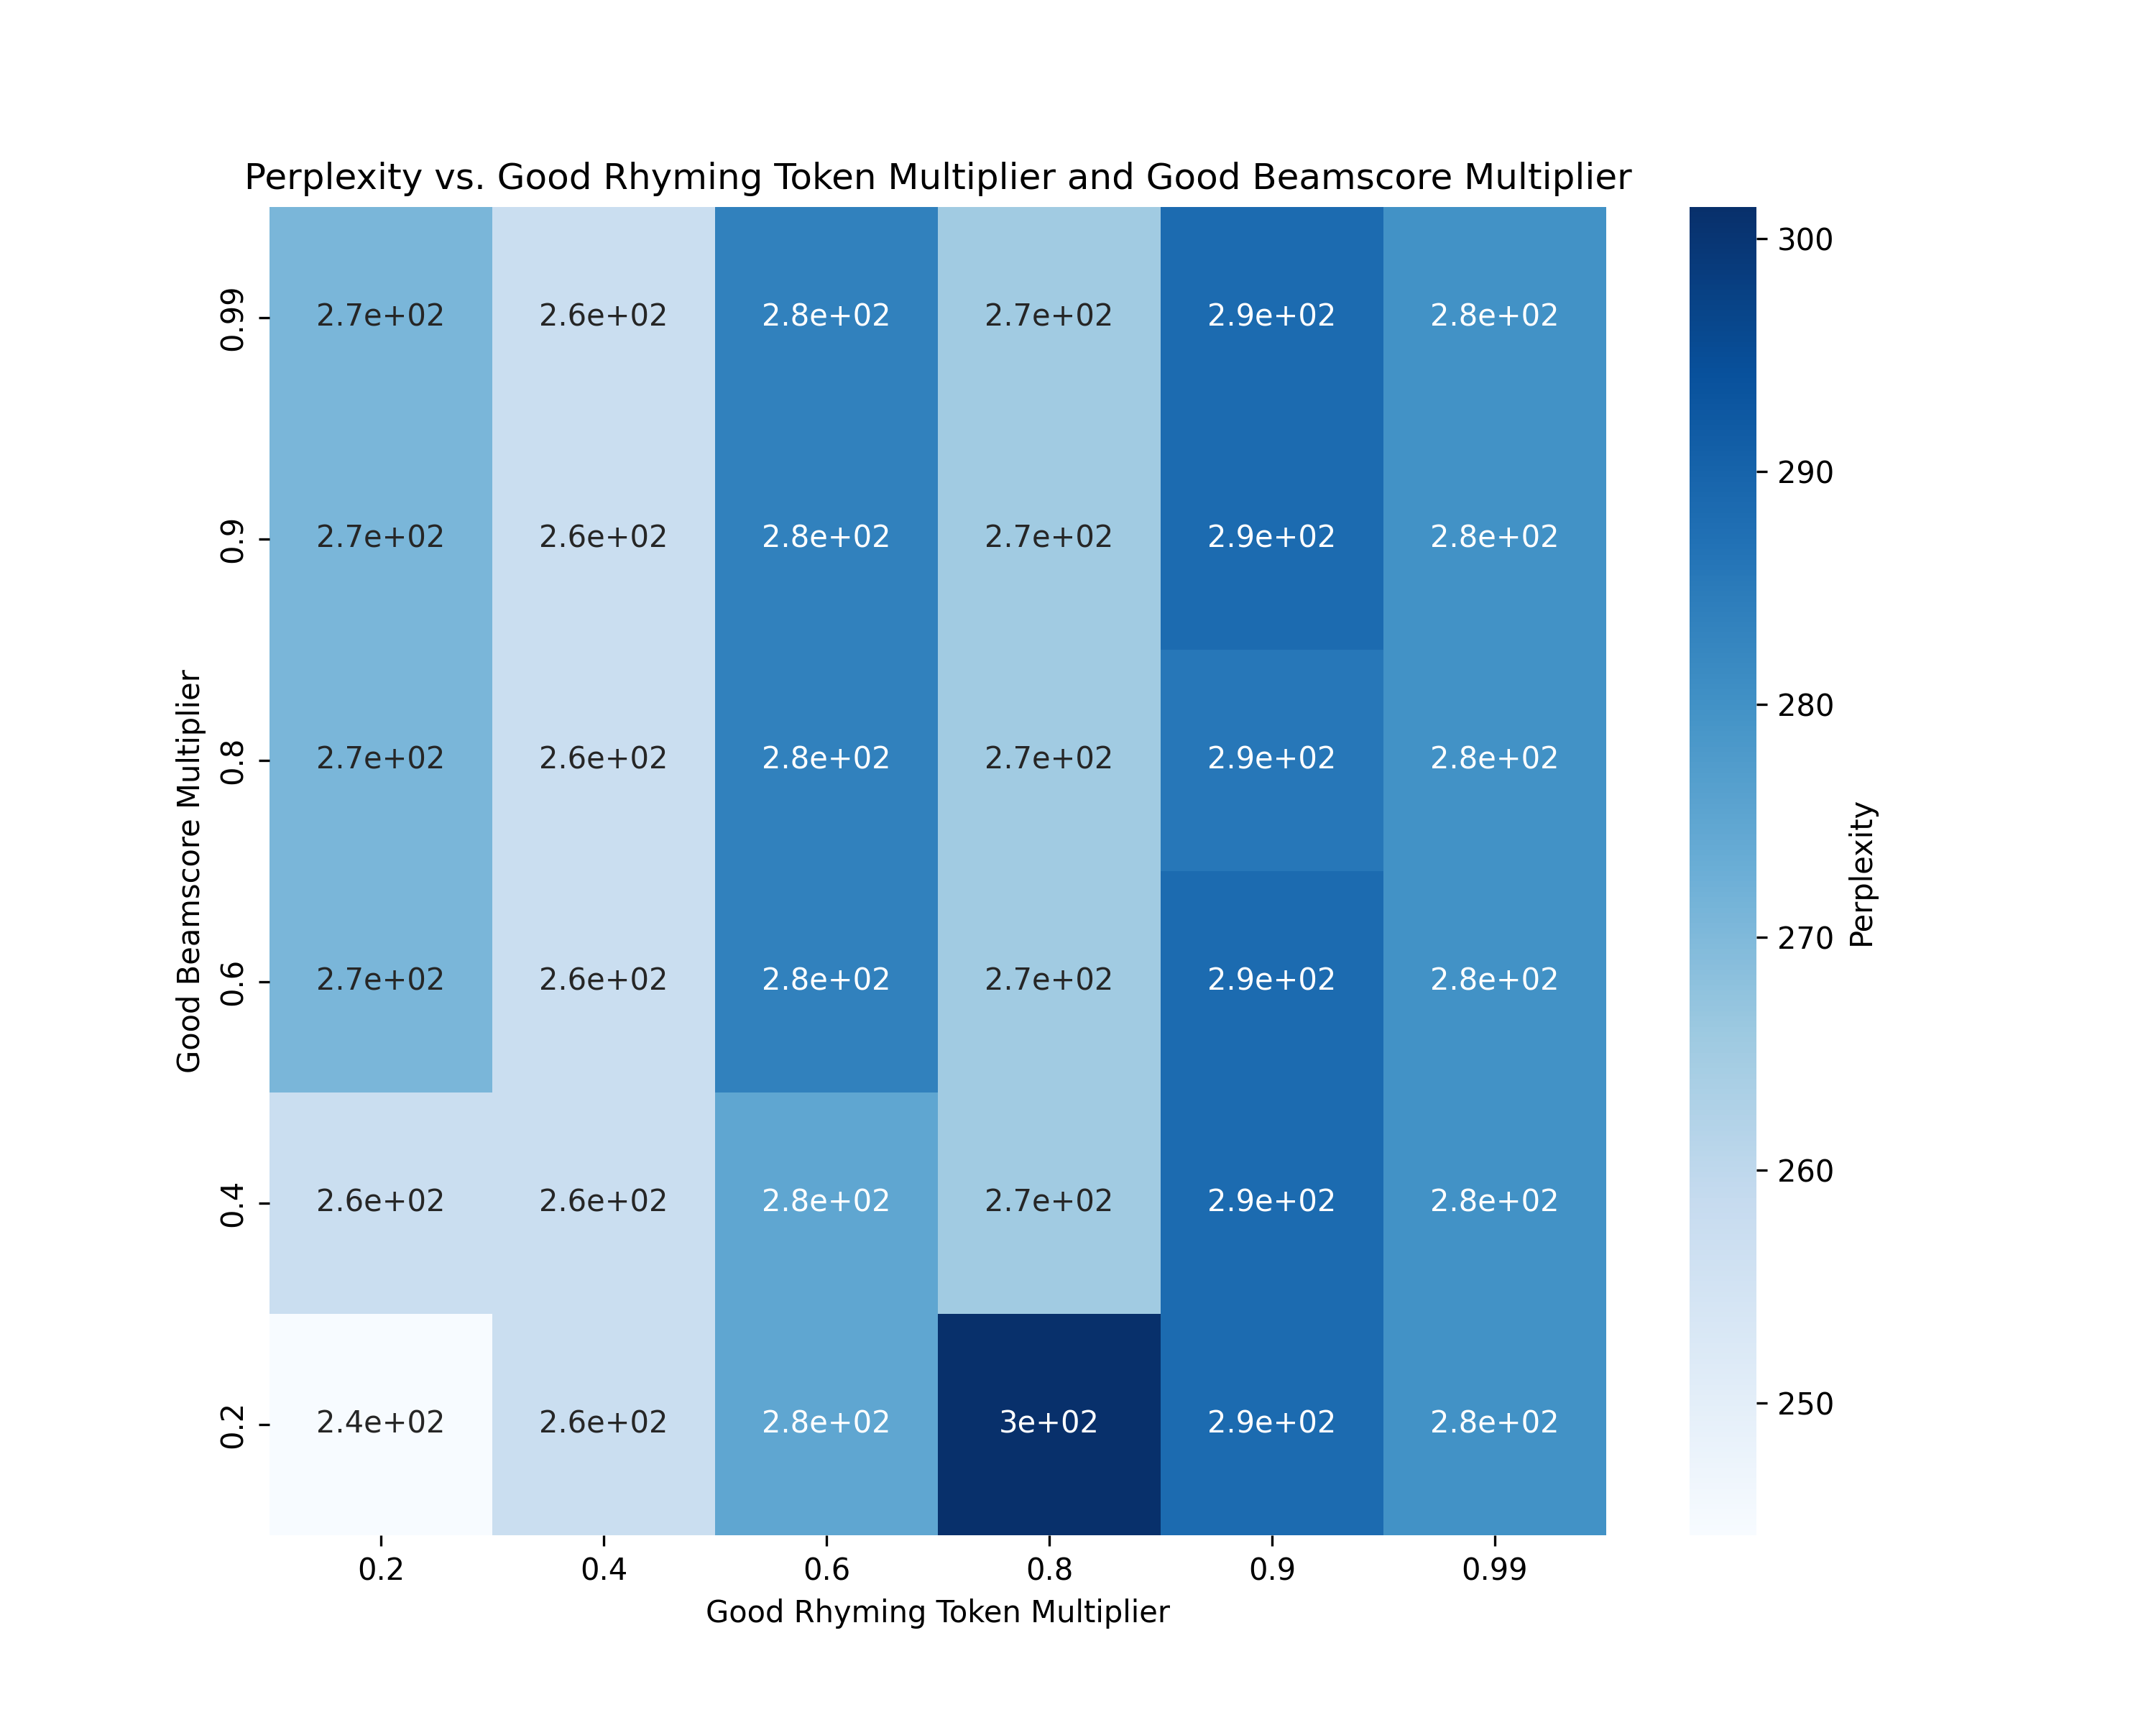 Perplexity vs. Good Rhyming Token Multiplier and Good Beamscore Multiplier
Good Beamscore Multiplier
0.99 2.7e+02 2.6e+02 2.8e+02 2.7e+02 2.9e+02 2.8e+02
0.9 2.7e+02 2.6e+02 2.8e+02 2.7e+02 2.9e+02 2.8e+02
0.8 2.7e+02 2.6e+02 2.8e+02 2.7e+02 2.9e+02 2.8e+02
0.6 2.7e+02 2.6e+02 2.8e+02 2.7e+02 2.9e+02 2.8e+02
0.4 2.6e+02 2.6e+02 2.8e+02 2.7e+02 2.9e+02 2.8e+02
0.2 2.4e+02 2.6e+02 2.8e+02 3e+02 2.9e+02 2.8e+02
0.2 0.4 0.6 0.8 0.9 0.99
Good Rhyming Token Multiplier
300
290
280
270
260
250
Perplexity